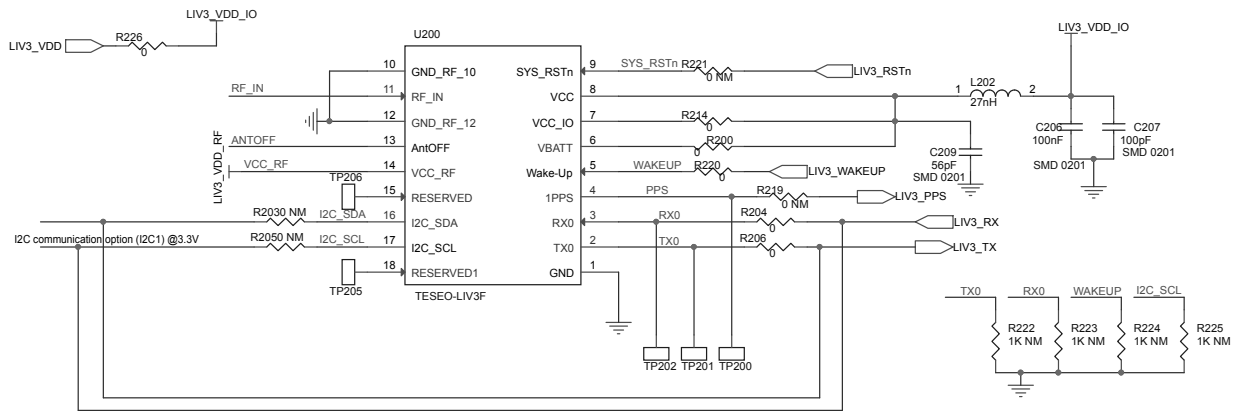 LIV3_VDD_IO
LIV3_VDD
R226
0
U200
LIV3_VDD_IO
10
GND_RF_10
SYS_RSTn
9
SYS_RSTn
R221
0 NM
LIV3_RSTn
RF_IN
11
RF_IN
VCC
8
1
L202
27nH
2
12
GND_RF_12
VCC_IO
7
R214
0
C206
100nF
SMD 0201
C207
100pF
SMD 0201
ANTOFF
13
AntOFF
VBATT
6
R200
0
C209
56pF
SMD 0201
LIV3_VDD_RF
VCC_RF
14
VCC_RF
Wake-Up
5
WAKEUP
R220
0
LIV3_WAKEUP
TP206
15
RESERVED
1PPS
4
PPS
R219
0 NM
LIV3_PPS
R2030 NM
I2C_SDA
16
I2C_SDA
RX0
3
RX0
R204
0
LIV3_RX
I2C communication option (I2C1) @3.3V
R2050 NM
I2C_SCL
17
I2C_SCL
TX0
2
TX0
R206
0
LIV3_TX
TP205
18
RESERVED1
GND
1
TESEO-LIV3F
TX0
RX0
WAKEUP
I2C_SCL
R222
1K NM
R223
1K NM
R224
1K NM
R225
1K NM
TP202
TP201
TP200